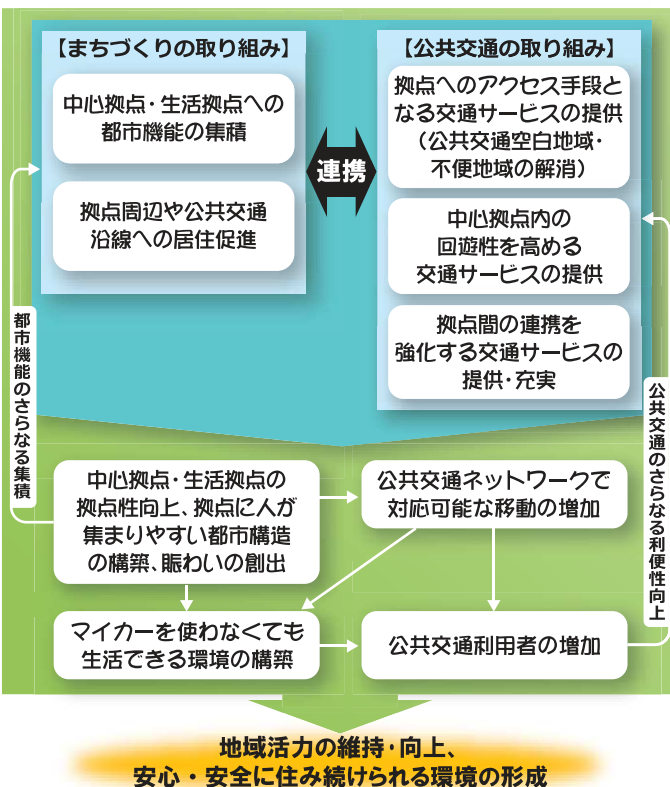 【まちづくりの取り組み】
中心拠点・生活拠点への
都市機能の集積
拠点周辺や公共交通
沿線への居住促進
連携
【公共交通の取り組み】
拠点へのアクセス手段と
なる交通サービスの提供
（公共交通空白地域・
不便地域の解消）
中心拠点内の
回遊性を高める
交通サービスの提供
拠点間の連携を
強化する交通サービスの
提供・充実
都市機能のさらなる集積
公共交通のさらなる利便性向上
中心拠点・生活拠点の
拠点性向上、拠点に人が
集まりやすい都市構造
の構築、賑わいの創出
公共交通ネットワークで
対応可能な移動の増加
マイカーを使わなくても
生活できる環境の構築
公共交通利用者の増加
地域活力の維持・向上、
安心・安全に住み続けられる環境の形成